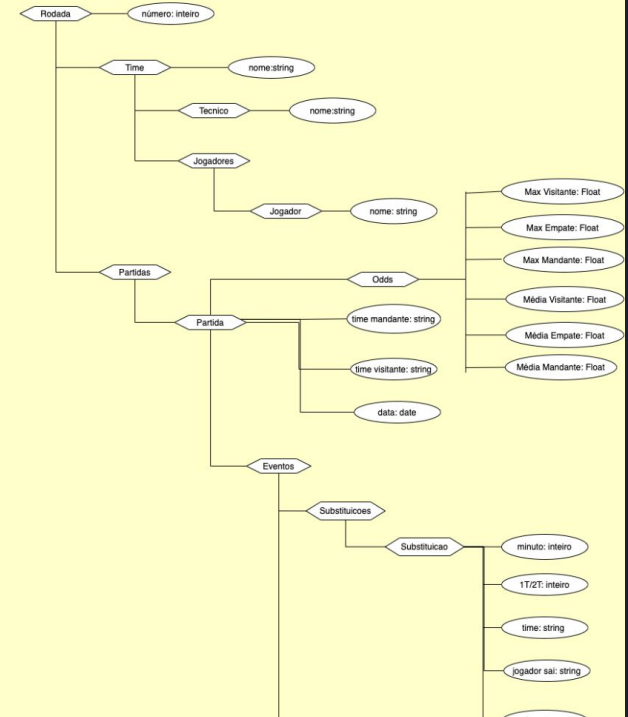 Rodada
número: inteiro
Time
nome:string
Tecnico
nome:string
Jogadores
Jogador
nome: string
Max Visitante: Float
Max Empate: Float
Max Mandante: Float
Partidas
Odds
Média Visitante: Float
Partida
time mandante: string
Média Empate: Float
time visitante: string
Média Mandante: Float
data: date
Eventos
Substituicoes
Substituicao
minuto: inteiro
1T/2T: inteiro
time: string
jogador sai: string